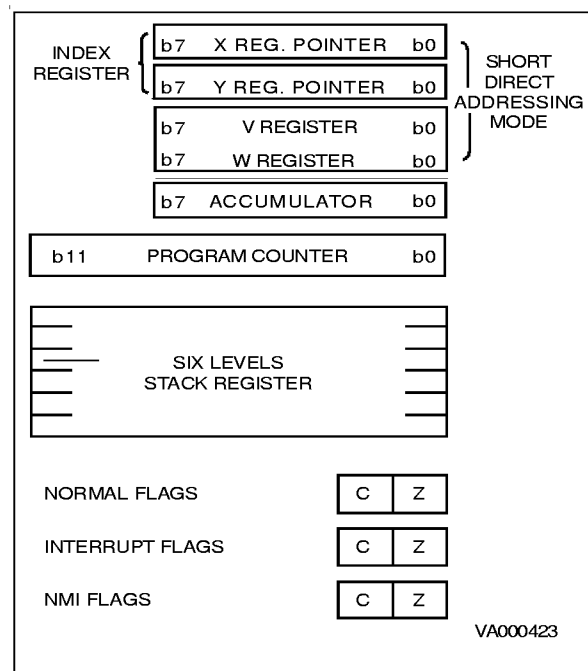 INDEX
REGISTER
b7 X REG. POINTER b0
b7 Y REG. POINTER b0
SHORT
DIRECT
ADDRESSING
MODE
b7 V REGISTER b0
b7 W REGISTER b0
b7 ACCUMULATOR b0
b11 PROGRAM COUNTER b0
SIX LEVELS
STACK REGISTER
NORMAL FLAGS C Z
INTERRUPT FLAGS C Z
NMI FLAGS C Z
VA000423